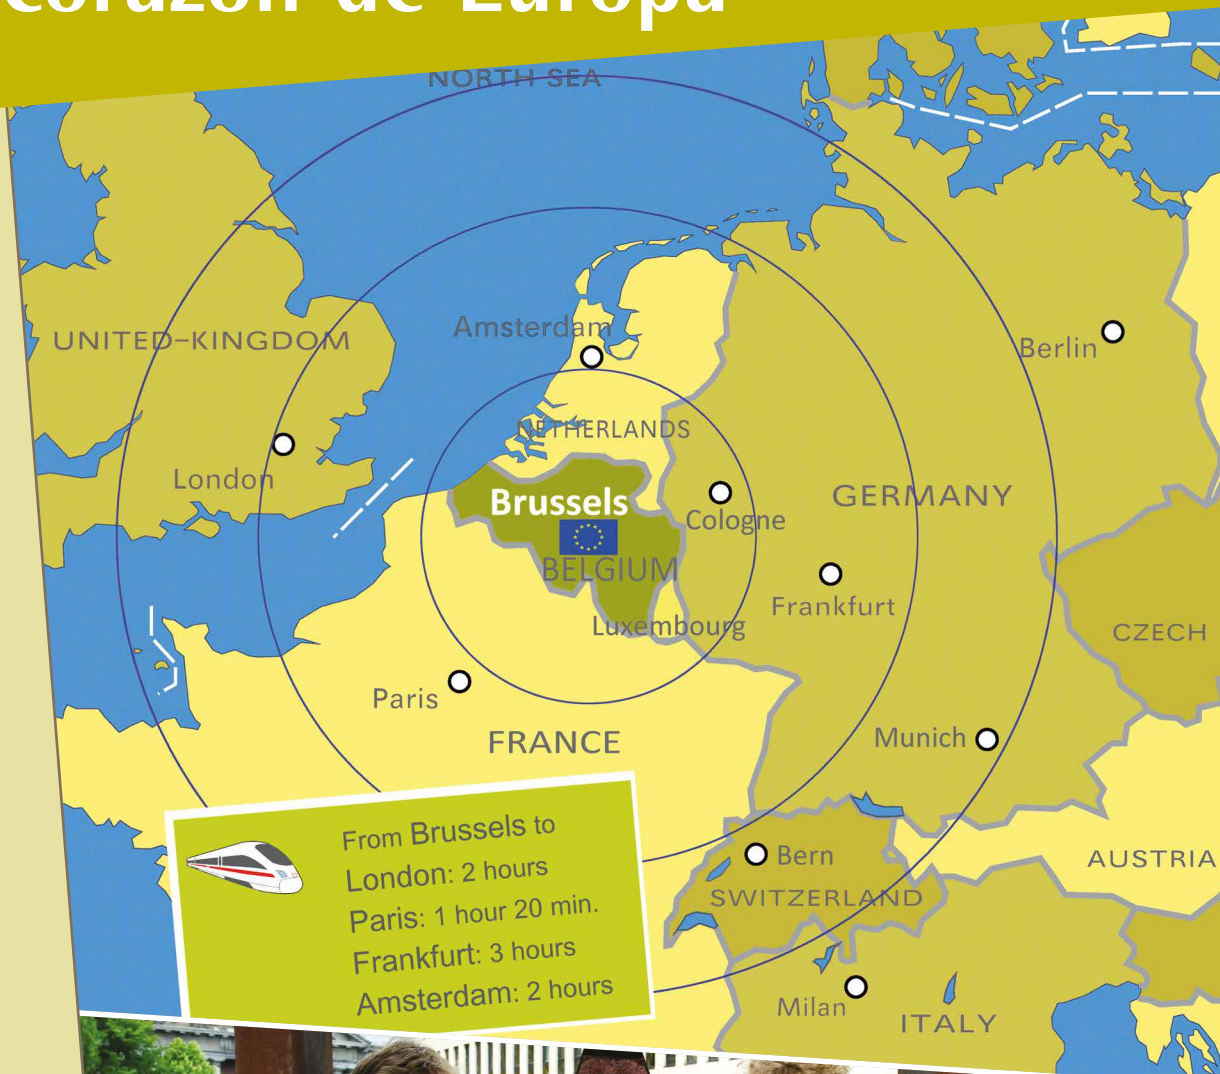 Corazón de Europa
NORTH SEA
Amsterdam
UNITED-KINGDOM
Berlin
NETHERLANDS
London
Brussels
GERMANY
Cologne
BELGIUM
Frankfurt
Luxembourg
CZECH
Paris
FRANCE
Munich
From Brussels to
London: 2 hours
Paris: 1 hour 20 min.
Frankfurt: 3 hours
Amsterdam: 2 hours
Bern
AUSTRIA
SWITZERLAND
Milan
ITALY